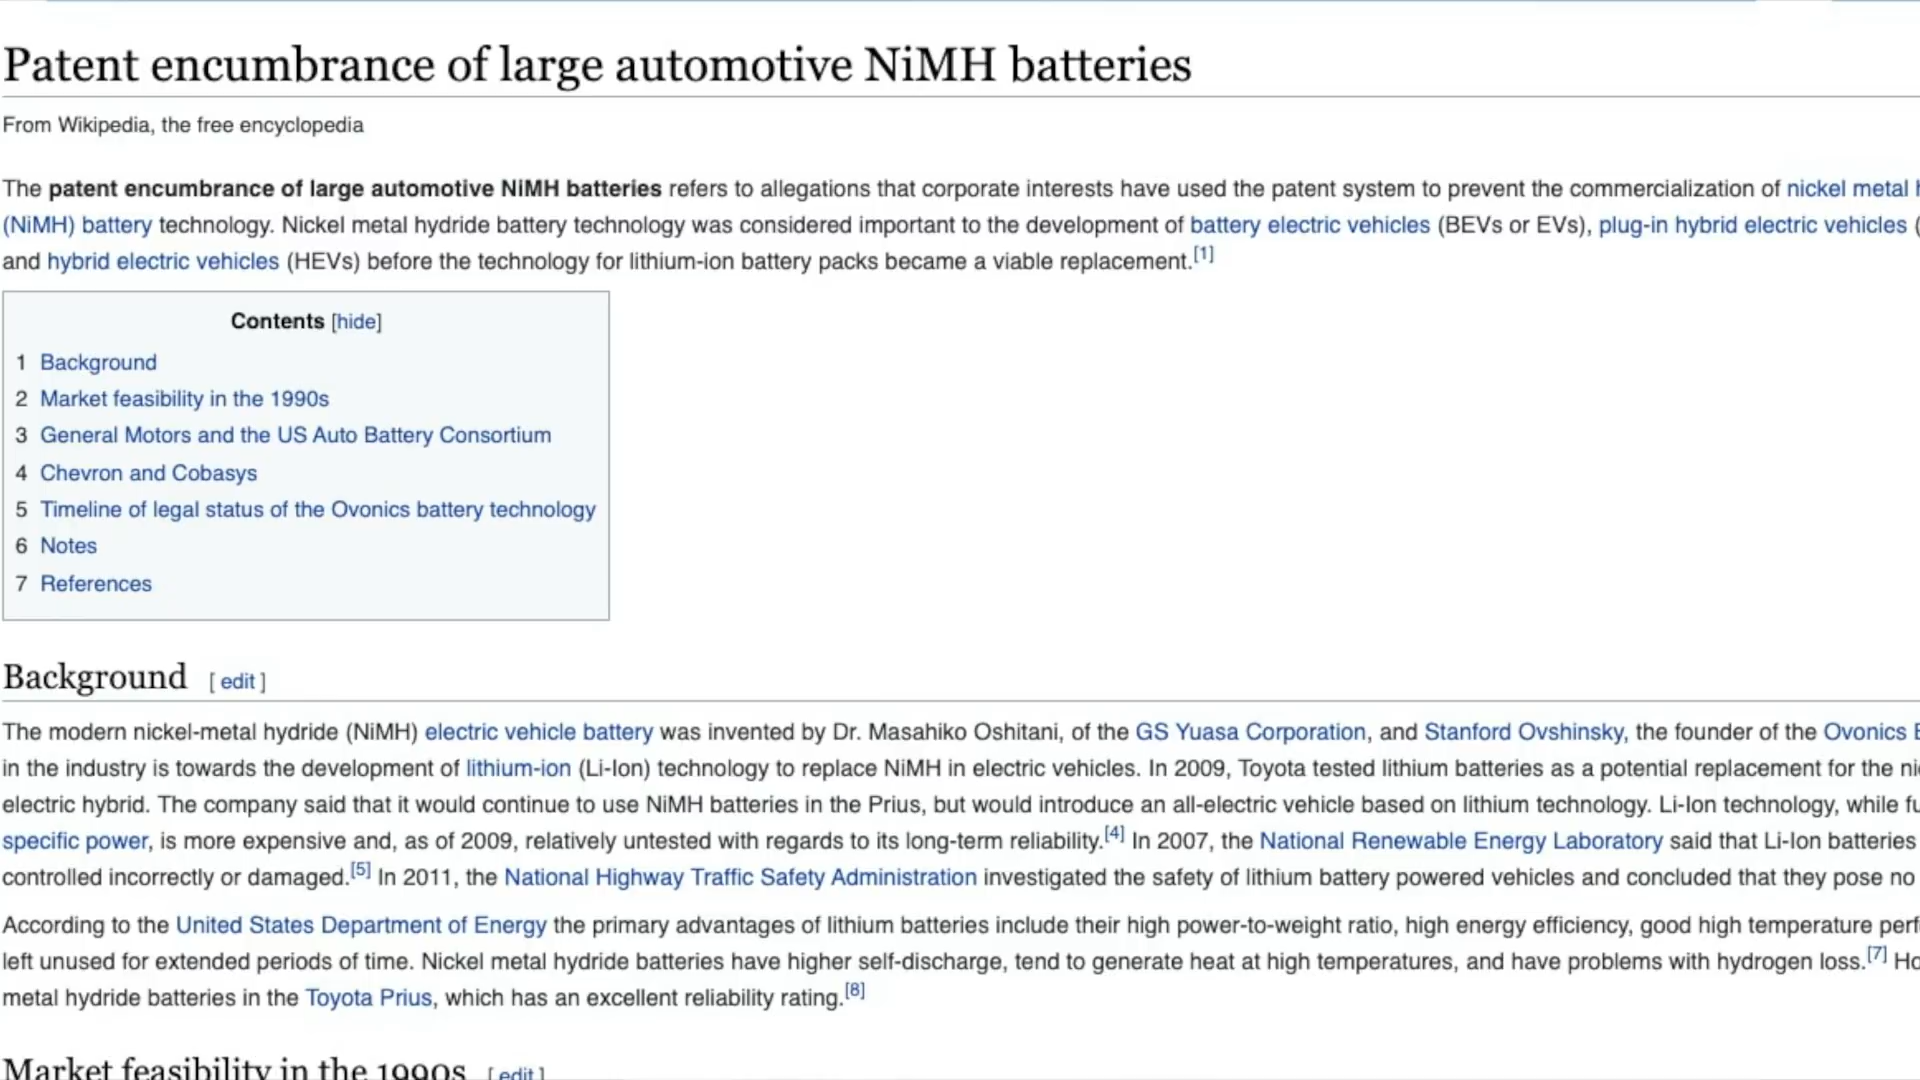 Patent encumbrance of large automotive NiMH batteries
From Wikipedia, the free encyclopedia
The patent encumbrance of large automotive NiMH batteries refers to allegations that corporate interests have used the patent system to prevent the commercialization of nickel metal
(NiMH) battery technology. Nickel metal hydride battery technology was considered important to the development of battery electric vehicles (BEVs or EVs), plug-in hybrid electric vehicles (
and hybrid electric vehicles (HEVs) before the technology for lithium-ion battery packs became a viable replacement.[1]
Contents [hide]
1 Background
2 Market feasibility in the 1990s
3 General Motors and the US Auto Battery Consortium
4 Chevron and Cobasys
5 Timeline of legal status of the Ovonics battery technology
6 Notes
7 References
Background [ edit ]
The modern nickel-metal hydride (NiMH) electric vehicle battery was invented by Dr. Masahiko Oshitani, of the GS Yuasa Corporation, and Stanford Ovshinsky, the founder of the Ovonics
in the industry is towards the development of lithium-ion (Li-Ion) technology to replace NiMH in electric vehicles. In 2009, Toyota tested lithium batteries as a potential replacement for the
electric hybrid. The company said that it would continue to use NiMH batteries in the Prius, but would introduce an all-electric vehicle based on lithium technology. Li-Ion technology, while
specific power, is more expensive and, as of 2009, relatively untested with regards to its long-term reliability.[4] In 2007, the National Renewable Energy Laboratory said that Li-Ion batteries
controlled incorrectly or damaged.[5] In 2011, the National Highway Traffic Safety Administration investigated the safety of lithium battery powered vehicles and concluded that they pose no
According to the United States Department of Energy the primary advantages of lithium batteries include their high power-to-weight ratio, high energy efficiency, good high temperature
left unused for extended periods of time. Nickel metal hydride batteries have higher self-discharge, tend to generate heat at high temperatures, and have problems with hydrogen loss.[7]
metal hydride batteries in the Toyota Prius, which has an excellent reliability rating.[8]
Market feasibility in the 1990s [ edit ]